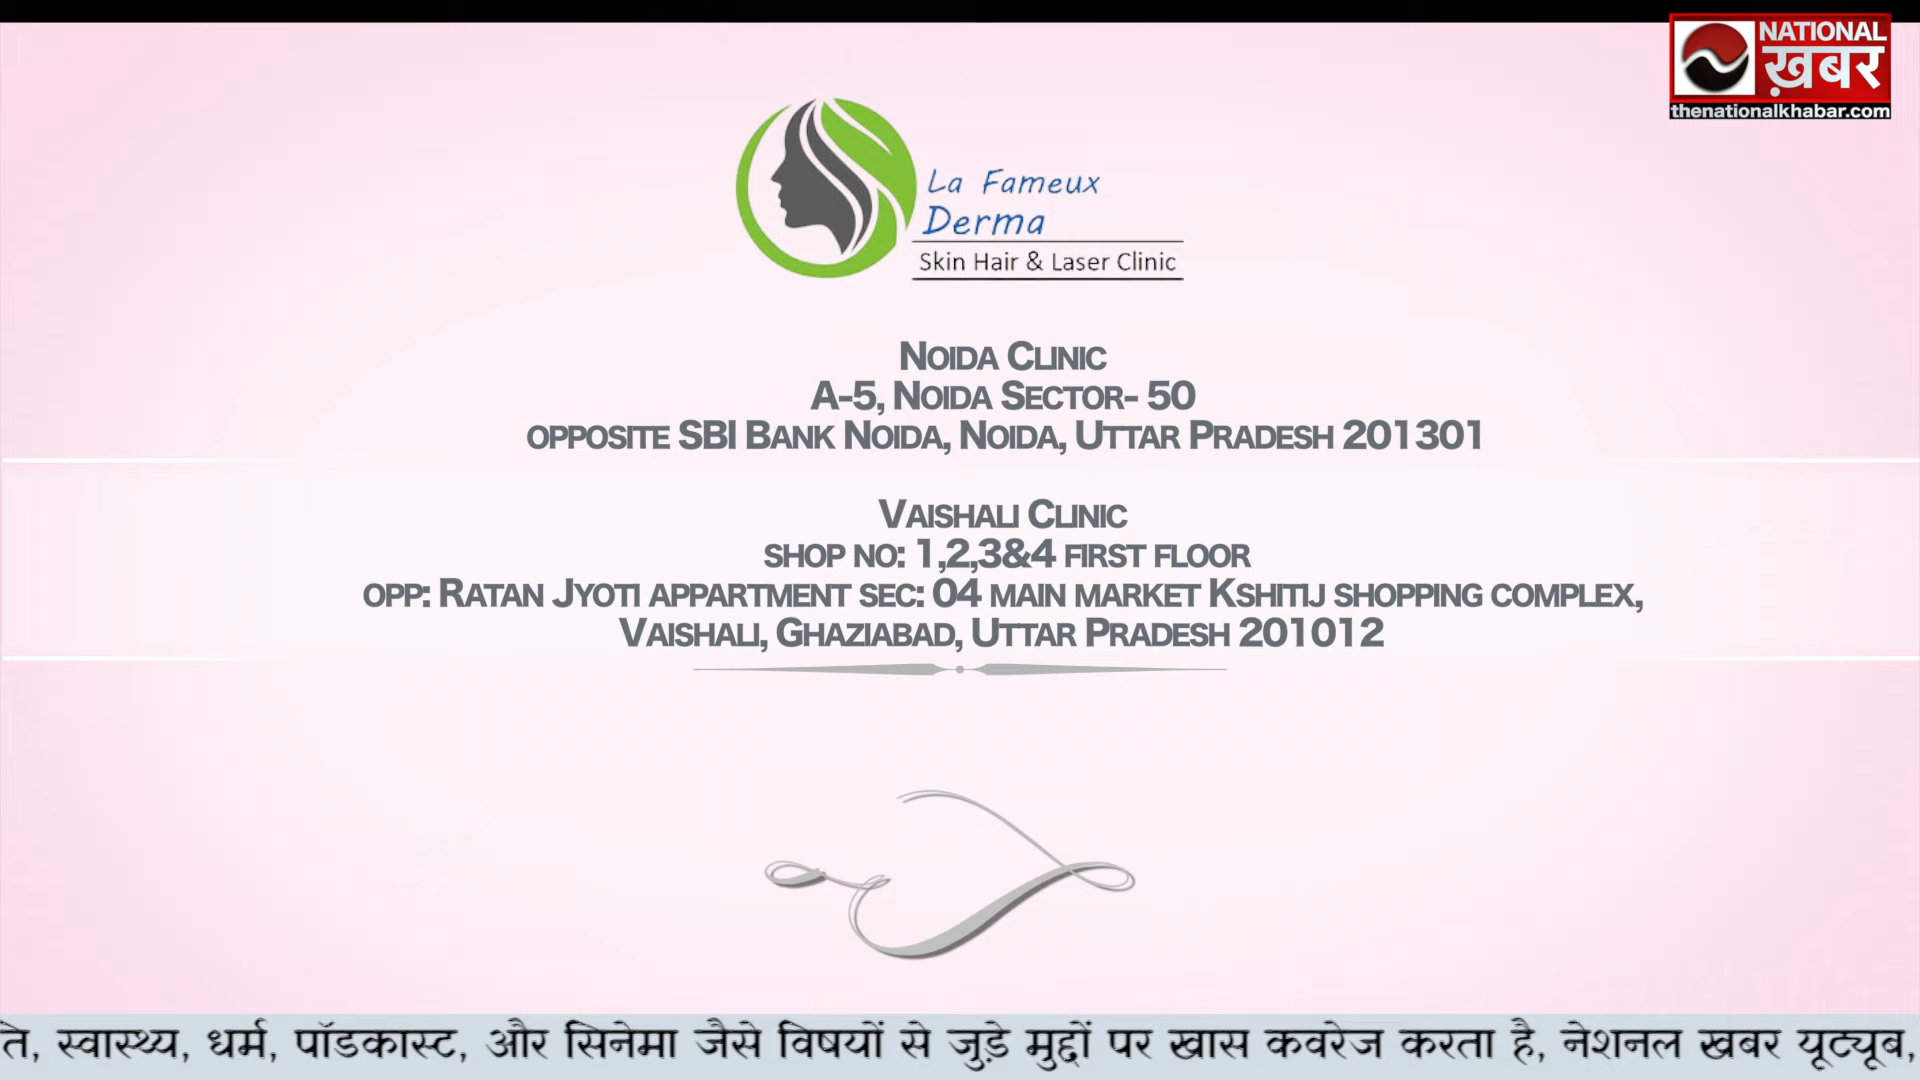 NATIONAL
ख़बर
thenationalkhabar.com
La Fameux
Derma
Skin Hair & Laser Clinic
NOIDA CLINIC
A-5, NOIDA SECTOR- 50
OPPOSITE SBI BANK NOIDA, NOIDA, UTTAR PRADESH 201301
VAISHALI CLINIC
SHOP NO: 1,2,3&4 FIRST FLOOR
OPP: RATAN JYOTI APPARTMENT SEC: 04 MAIN MARKET KSHITIJ SHOPPING COMPLEX,
VAISHALI, GHAZIABAD, UTTAR PRADESH 201012
ति, स्वास्थ्य, धर्म, पॉडकास्ट, और सिनेमा जैसे विषयों से जुड़े मुद्दों पर खास कवरेज करता है, नेशनल खबर यूट्यूब,